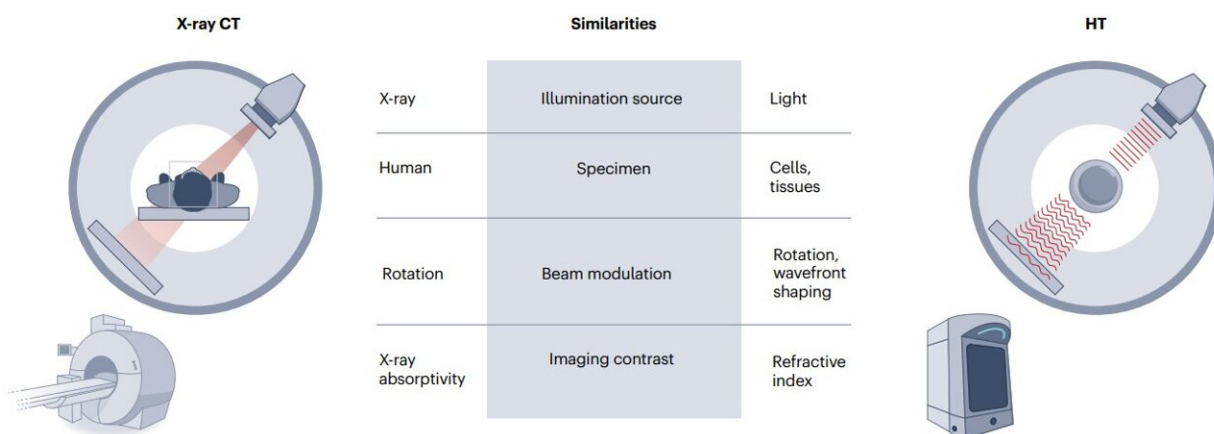 X-ray CT
Similarities
HT
X-ray
Illumination source
Light
Human
Specimen
Cells,
tissues
Rotation
Beam modulation
Rotation,
wavefront
shaping
X-ray
absorptivity
Imaging contrast
Refractive
index